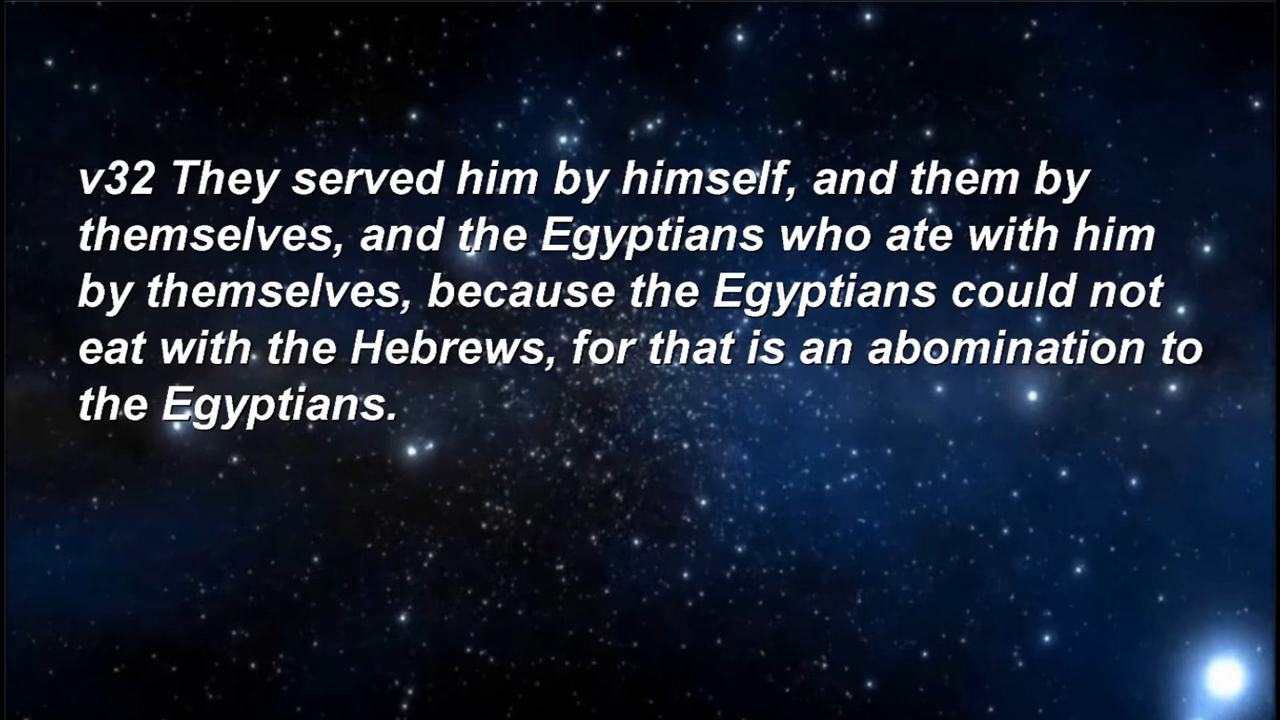 v32 They served him by himself, and them by
themselves, and the Egyptians who ate with him
by themselves, because the Egyptians could not
eat with the Hebrews, for that is an abomination to
the Egyptians.